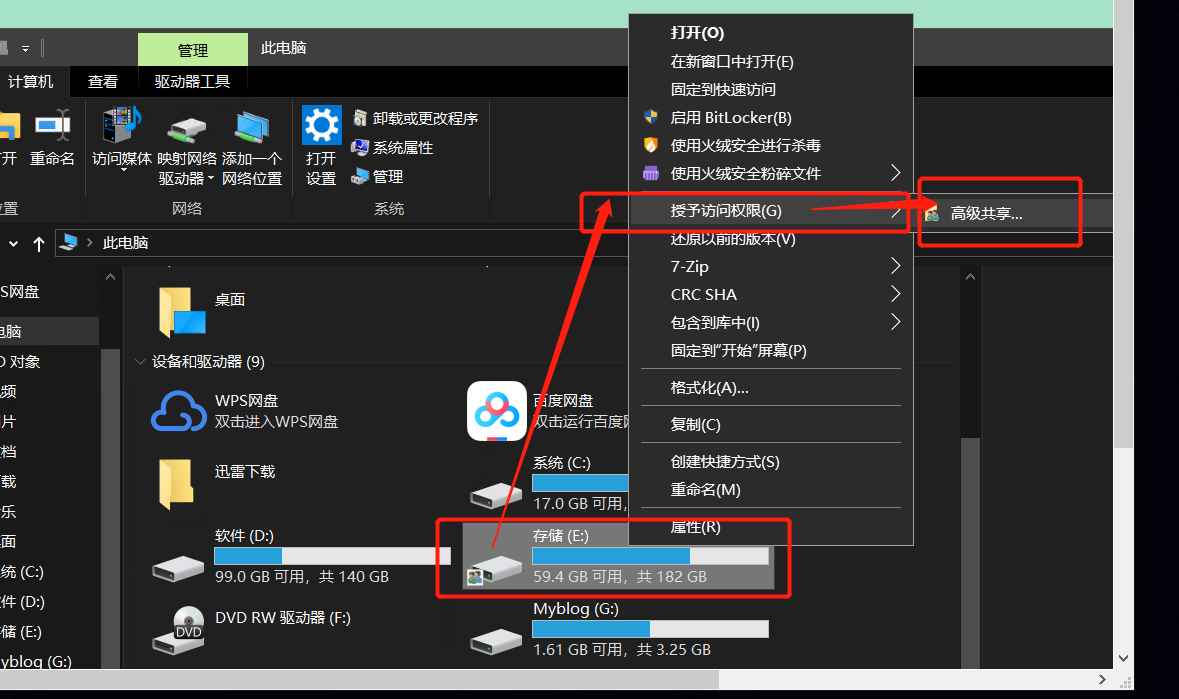 管理
此电脑
计算机
查看
驱动器工具
开
重命名
访问媒体
映射网络
驱动器
添加一个
网络位置
打开
设置
卸载或更改程序
系统属性
管理
位置
网络
系统
此电脑
S网盘
电脑
D 对象
视频
图片
文档
下载
音乐
桌面
系统 (C:)
软件 (D:)
存储 (E:)
Myblog (G:)
桌面
设备和驱动器 (9)
WPS网盘
双击进入WPS网盘
百度网盘
双击运行百度网
迅雷下载
系统 (C:)
17.0 GB 可用,
软件 (D:)
99.0 GB 可用，共 140 GB
存储 (E:)
59.4 GB 可用，共 182 GB
DVD RW 驱动器 (F:)
DVD
Myblog (G:)
1.61 GB 可用，共 3.25 GB
打开(O)
在新窗口中打开(E)
固定到快速访问
启用 BitLocker(B)
使用火绒安全进行杀毒
使用火绒安全粉碎文件
授予访问权限(G)
高级共享...
还原以前的版本(V)
7-Zip
CRC SHA
包含到库中(I)
固定到“开始”屏幕(P)
格式化(A)...
复制(C)
创建快捷方式(S)
重命名(M)
属性(R)